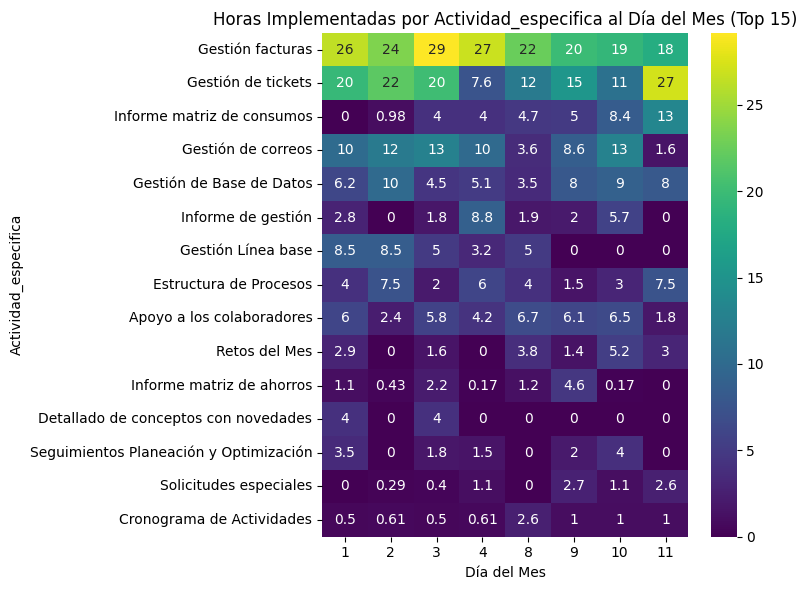 Horas Implementadas por Actividad_especifica al Día del Mes (Top 15)
Gestión facturas 26 24 29 27 22 20 19 18
Gestión de tickets 20 22 20 7.6 12 15 11 27
Informe matriz de consumos 0 0.98 4 4 4.7 5 8.4 13
Gestión de correos 10 12 13 10 3.6 8.6 13 1.6
Gestión de Base de Datos 6.2 10 4.5 5.1 3.5 8 9 8
Informe de gestión 2.8 0 1.8 8.8 1.9 2 5.7 0
Gestión Línea base 8.5 8.5 5 3.2 5 0 0 0
Estructura de Procesos 4 7.5 2 6 4 1.5 3 7.5
Apoyo a los colaboradores 6 2.4 5.8 4.2 6.7 6.1 6.5 1.8
Retos del Mes 2.9 0 1.6 0 3.8 1.4 5.2 3
Informe matriz de ahorros 1.1 0.43 2.2 0.17 1.2 4.6 0.17 0
Detallado de conceptos con novedades 4 0 4 0 0 0 0 0
Seguimientos Planeación y Optimización 3.5 0 1.8 1.5 0 2 4 0
Solicitudes especiales 0 0.29 0.4 1.1 0 2.7 1.1 2.6
Cronograma de Actividades 0.5 0.61 0.5 0.61 2.6 1 1 1
1 2 3 4 8 9 10 11
Día del Mes
Actividad_especifica
25
20
15
10
5
0